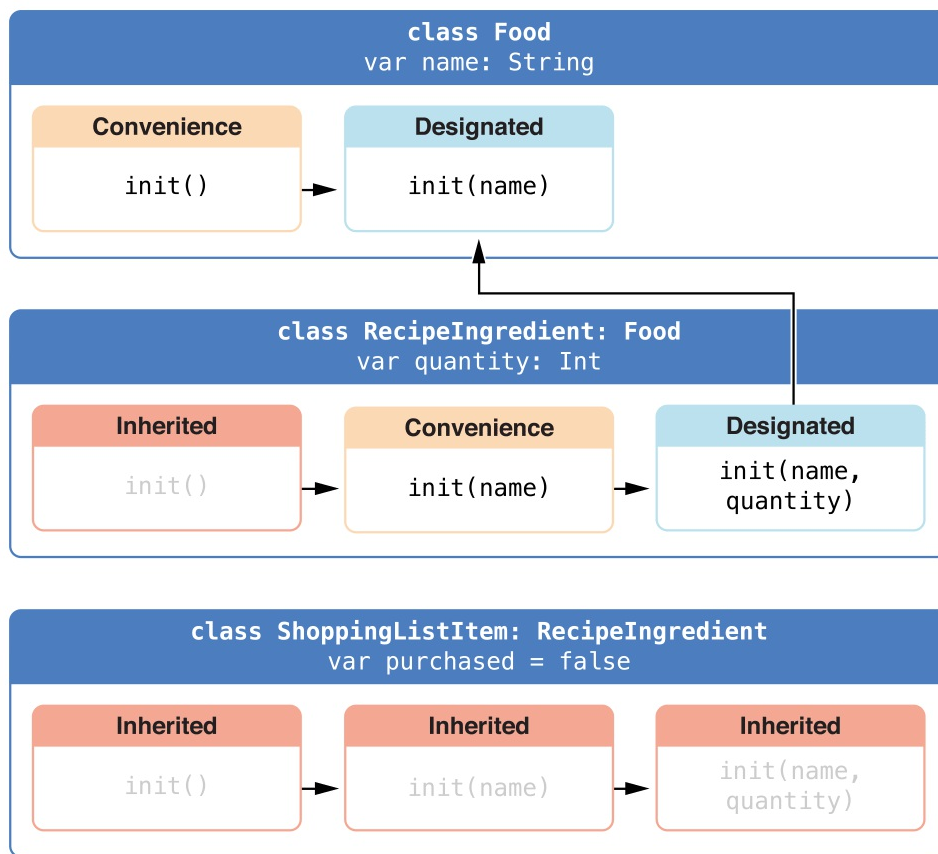 class Food
var name: String
Convenience
Designated
init()
init(name)
class RecipeIngredient: Food
var quantity: Int
Inherited
Convenience
Designated
init()
init(name)
init(name,
quantity)
class ShoppingListItem: RecipeIngredient
var purchased = false
Inherited
Inherited
Inherited
init()
init(name)
init(name,
quantity)